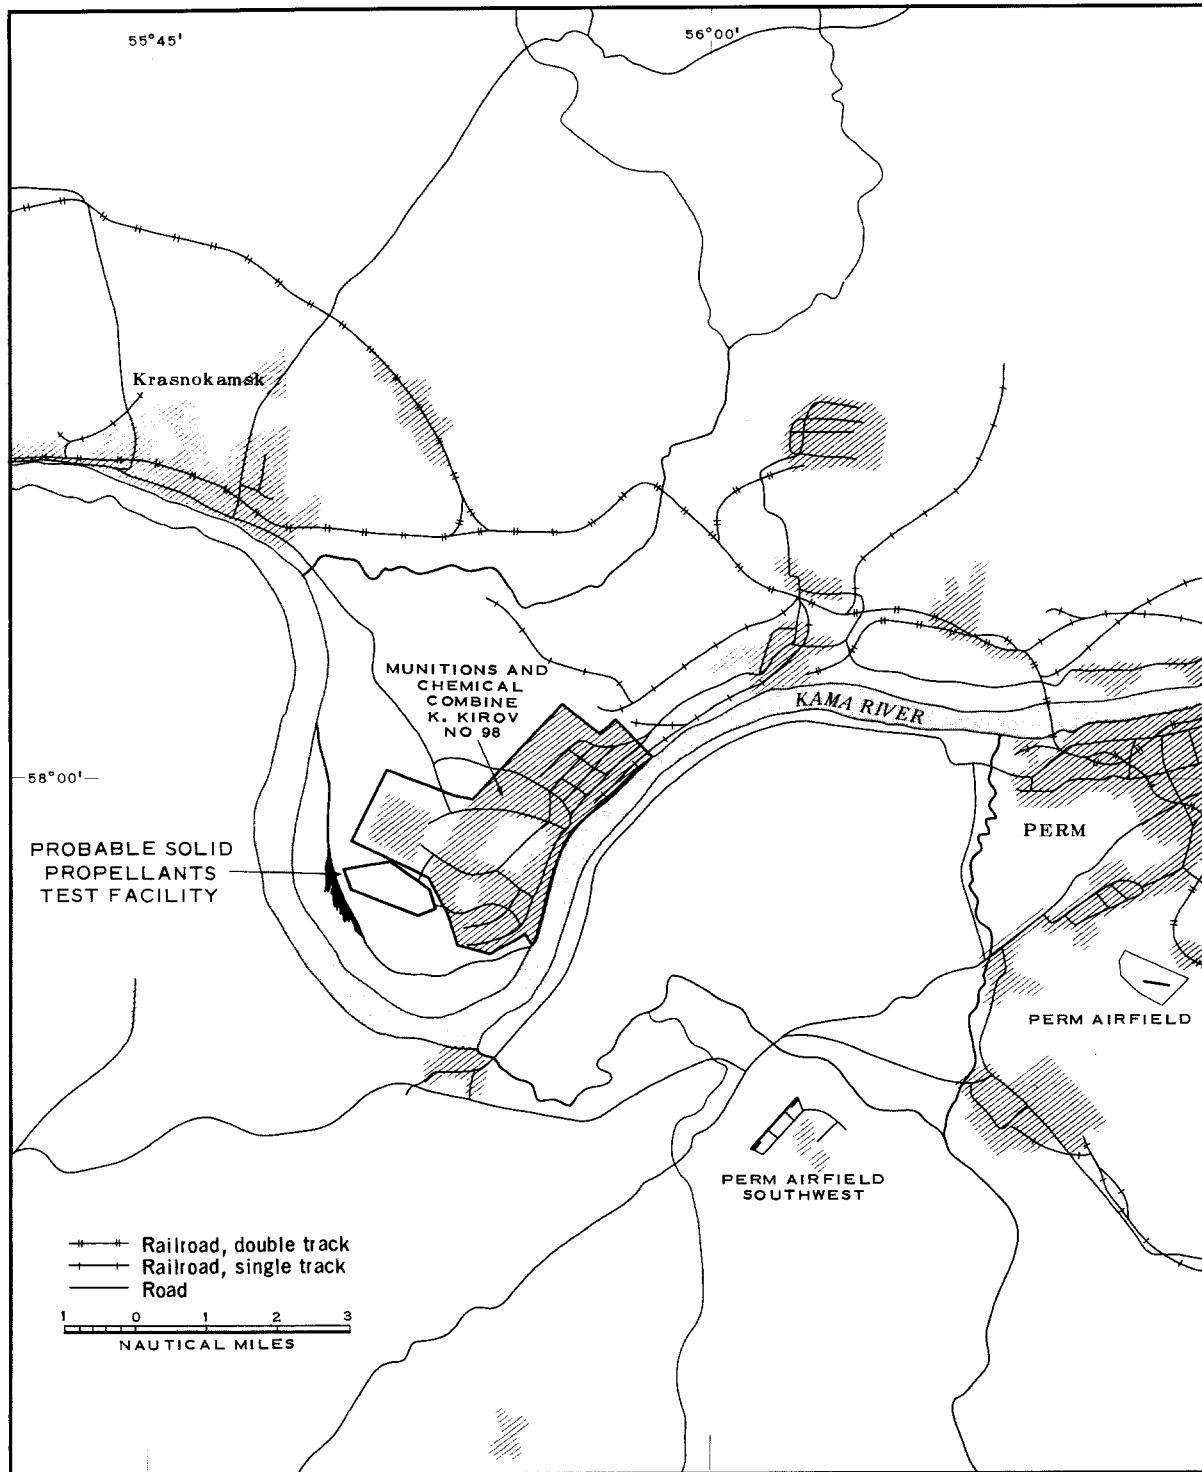 55°45'
56°00'
Krasnokamsk
MUNITIONS AND
CHEMICAL
COMBINE
K. KIROV
NO 98
KAMA RIVER
58°00'
PROBABLE SOLID
PROPELLANTS
TEST FACILITY
PERM
PERM AIRFIELD
PERM AIRFIELD
SOUTHWEST
Railroad, double track
Railroad, single track
Road
1 0 1 2 3
NAUTICAL MILES